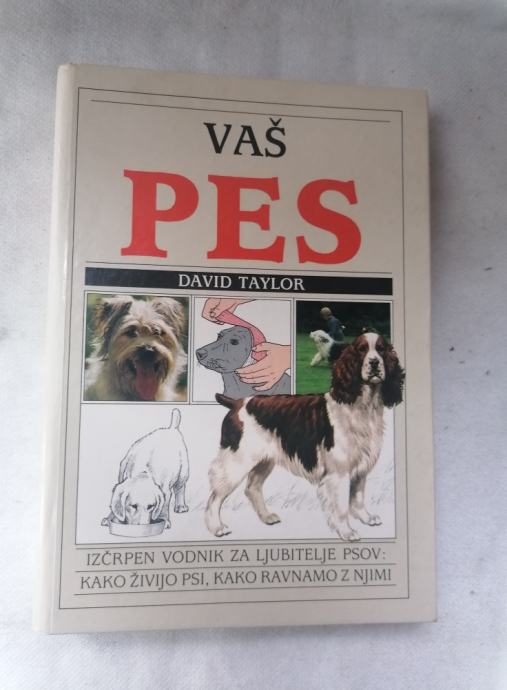 VAŠ
PES
DAVID TAYLOR
IZČRPEN VODNIK ZA LJUBITELJE PSOV:
KAKO ŽIVIJO PSI, KAKO RAVNAMO Z NJIMI